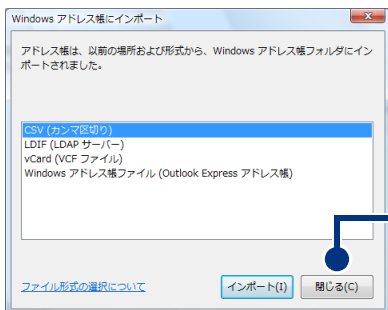 Windows アドレス帳にインポート
アドレス帳は、以前の場所および形式から、Windows アドレス帳フォルダにイン
ポートされました。
CSV (カンマ区切り)
LDIF (LDAP サーバー)
vCard (VCF ファイル)
Windows アドレス帳ファイル (Outlook Express アドレス帳)
ファイル形式の選択について
インポート(I)
閉じる(C)